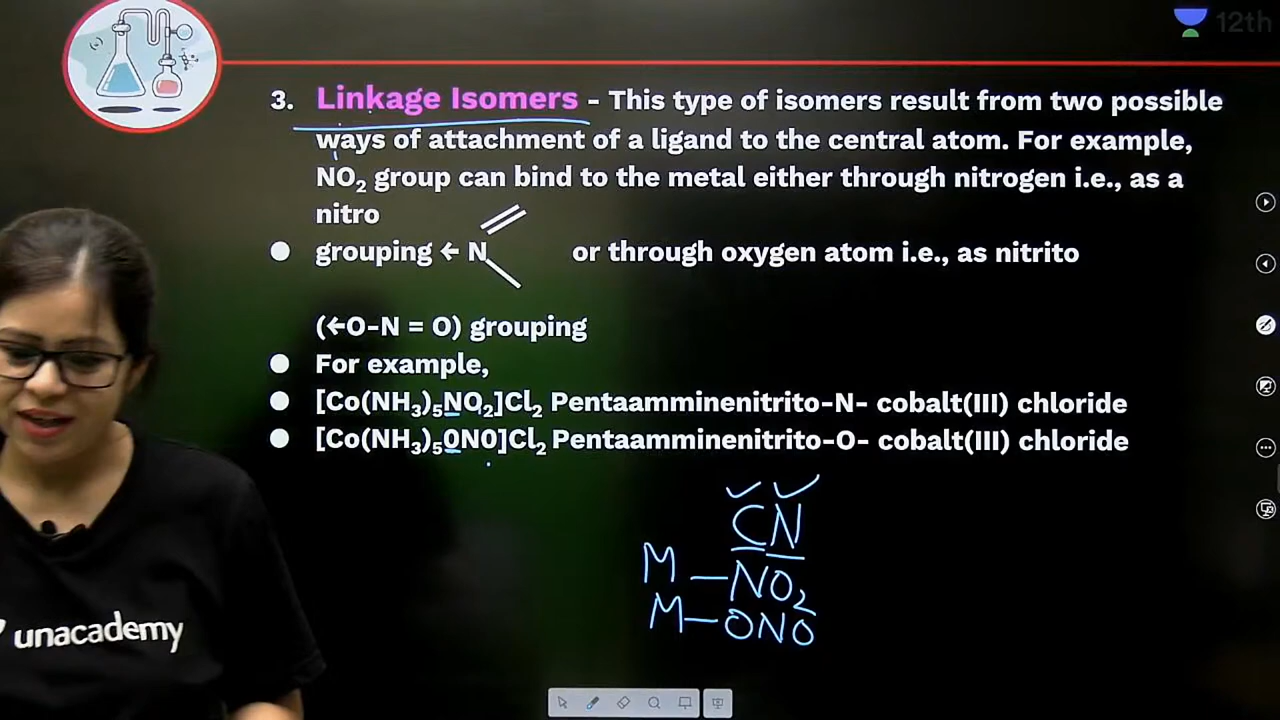 12th
3. Linkage Isomers - This type of isomers result from two possible
ways of attachment of a ligand to the central atom. For example,
NO₂ group can bind to the metal either through nitrogen i.e., as a
nitro
● grouping ← N or through oxygen atom i.e., as nitrito
(←O-N = O) grouping
● For example,
● [Co(NH₃)₅NO₂]Cl₂ Pentaamminenitrito-N- cobalt(III) chloride
● [Co(NH₃)₅0N0]Cl₂ Pentaamminenitrito-O- cobalt(III) chloride
CN
M —NO₂
M—ONO
unacademy